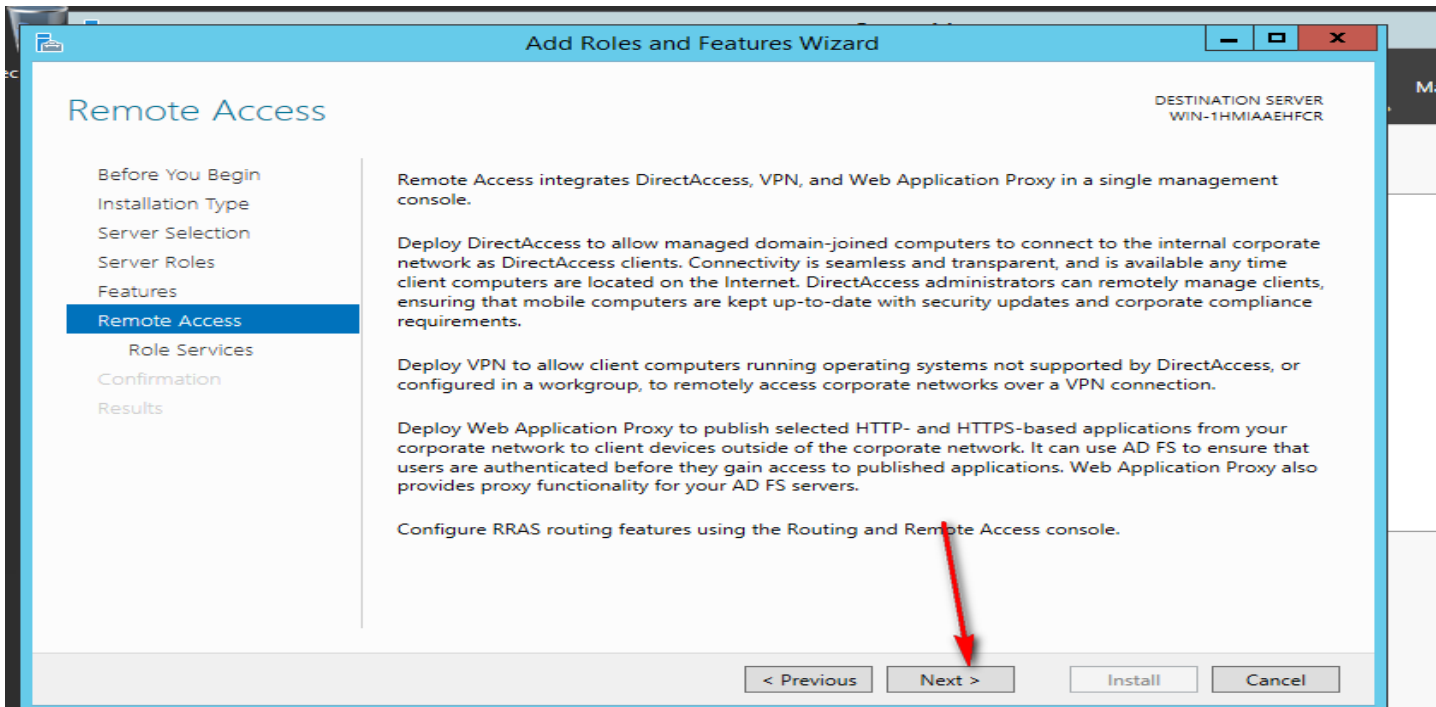 Add Roles and Features Wizard
Remote Access
DESTINATION SERVER
WIN-1HMIAAEHFCR
Before You Begin
Installation Type
Server Selection
Server Roles
Features
Remote Access
Role Services
Confirmation
Results
Remote Access integrates DirectAccess, VPN, and Web Application Proxy in a single management
console.
Deploy DirectAccess to allow managed domain-joined computers to connect to the internal corporate
network as DirectAccess clients. Connectivity is seamless and transparent, and is available any time
client computers are located on the Internet. DirectAccess administrators can remotely manage clients,
ensuring that mobile computers are kept up-to-date with security updates and corporate compliance
requirements.
Deploy VPN to allow client computers running operating systems not supported by DirectAccess, or
configured in a workgroup, to remotely access corporate networks over a VPN connection.
Deploy Web Application Proxy to publish selected HTTP- and HTTPS-based applications from your
corporate network to client devices outside of the corporate network. It can use AD FS to ensure that
users are authenticated before they gain access to published applications. Web Application Proxy also
provides proxy functionality for your AD FS servers.
Configure RRAS routing features using the Routing and Remote Access console.
< Previous
Next >
Install
Cancel